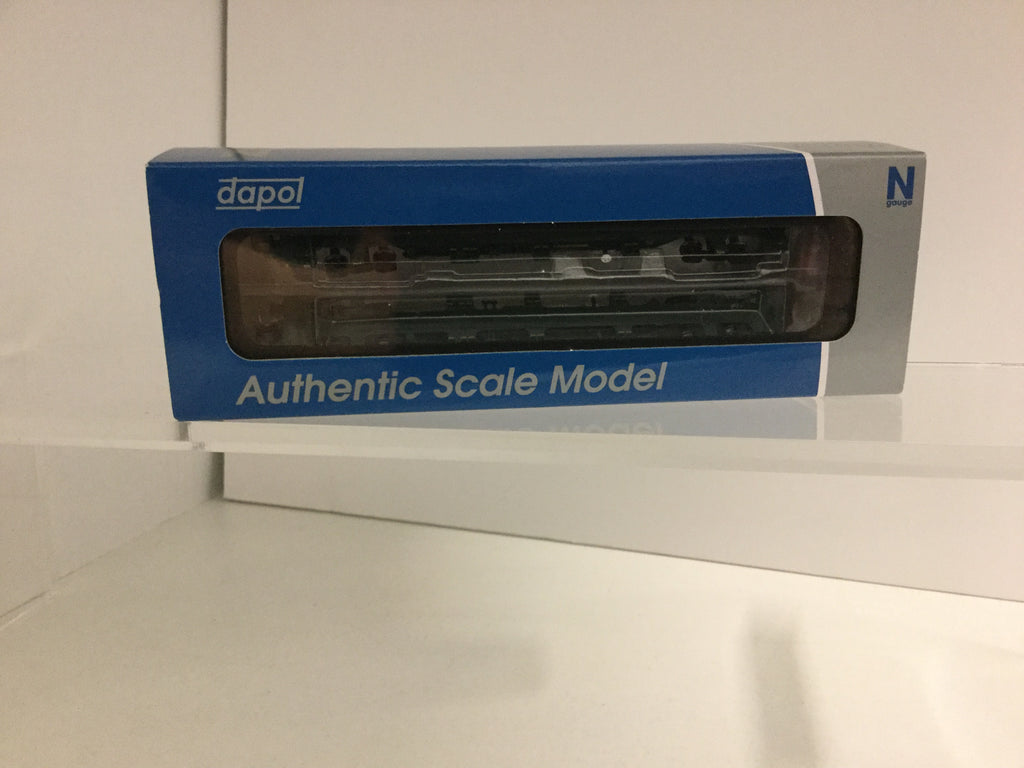 dapol
N
gauge
Authentic Scale Model